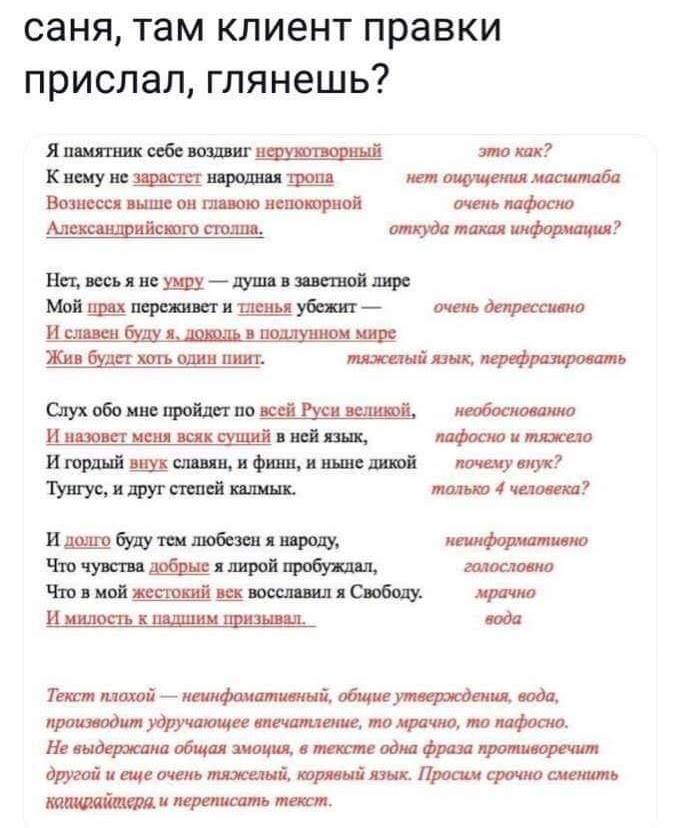 саня, там клиент правки
прислал, глянешь?
Я памятник себе воздвиг нерукотворный это как?
К нему не зарастет народная тропа нет ощущения масштаба
Вознесся выше он главою непокорной очень пафосно
Александрийского столпа. откуда такая информация?
Нет, весь я не умру — душа в заветной лире
Мой прах переживет и тленья убежит — очень депрессивно
И славен буду я, доколь в подлунном мире
Жив будет хоть один пиит. тяжелый язык, перефразировать
Слух обо мне пройдет по всей Руси великой, необоснованно
И назовет меня всяк сущий в ней язык, пафосно и тяжело
И гордый внук славян, и финн, и ныне дикой почему внук?
Тунгус, и друг степей калмык. только 4 человека?
И долго буду тем любезен я народу, неинформативно
Что чувства добрые я лирой пробуждал, голословно
Что в мой жестокий век восславил я Свободу. мрачно
И милость к падшим призывал. вода
Текст плохой — неинфоматививный, общие утверждения, вода,
производит удручающее впечатление, то мрачно, то пафосно.
Не выдержана общая эмоция, в тексте одна фраза противоречит
другой и еще очень тяжелый, корявый язык. Просим срочно сменить
копирайтера и переписать текст.